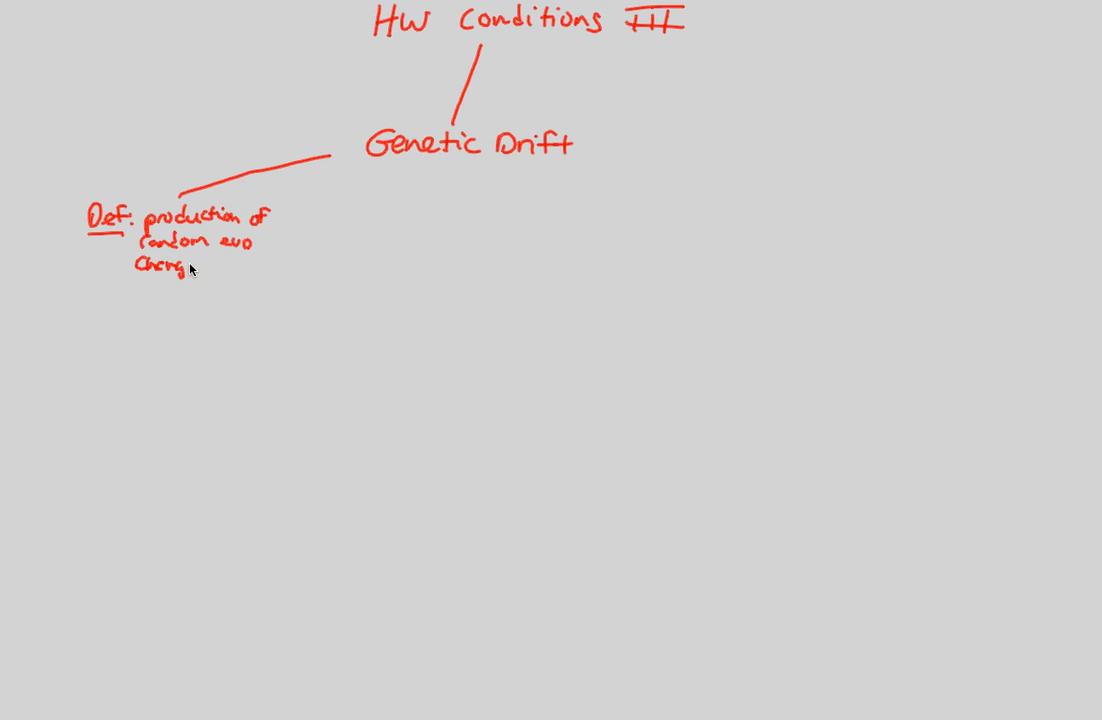 HW Conditions III
Genetic Drift
Def: production of
random evo
Chang